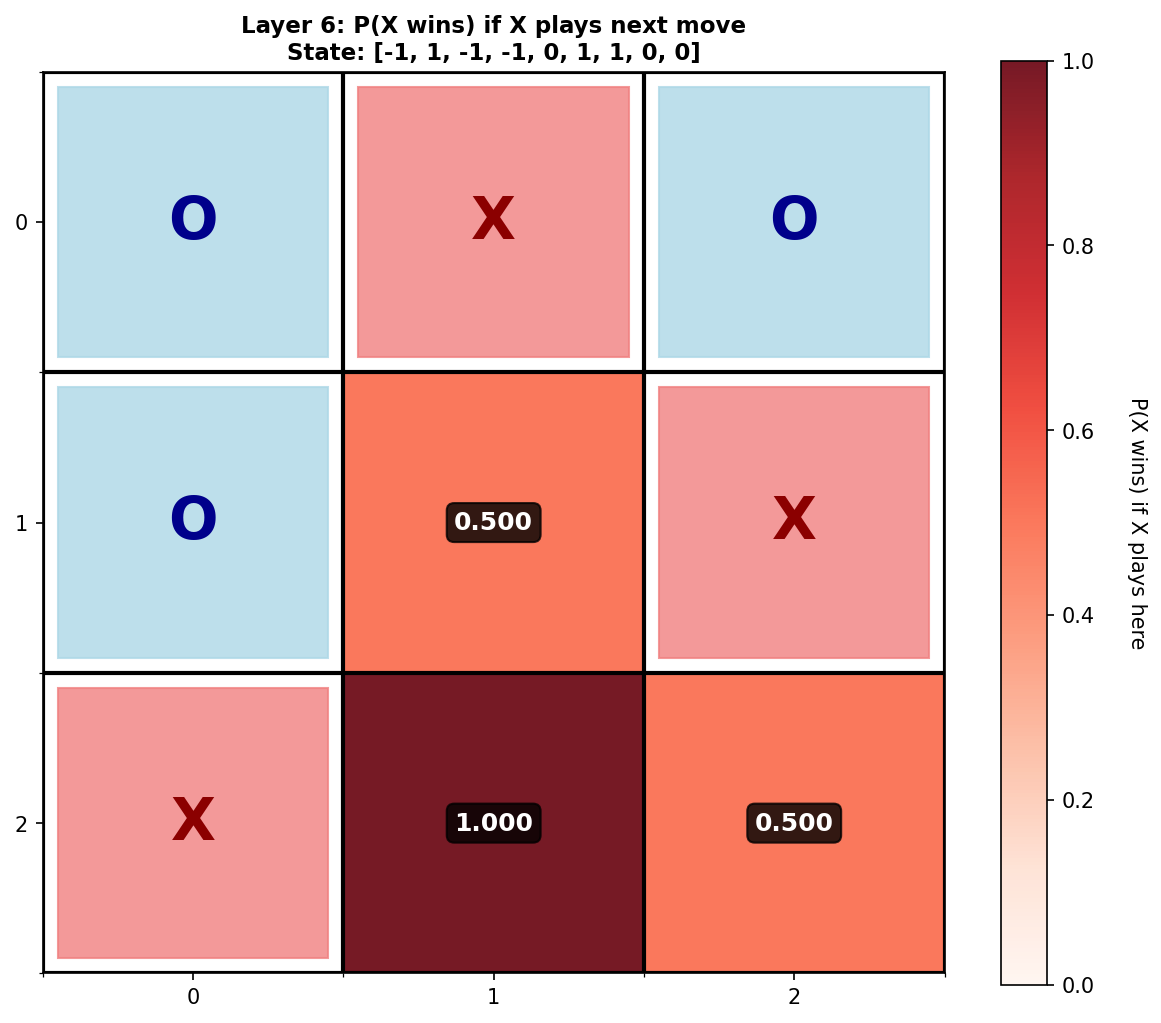 Layer 6: P(X wins) if X plays next move
State: [-1, 1, -1, -1, 0, 1, 1, 0, 0]
O X O
O 0.500 X
X 1.000 0.500
0
1
2
0 1 2
1.0
0.8
0.6
0.4
0.2
0.0
P(X wins) if X plays here